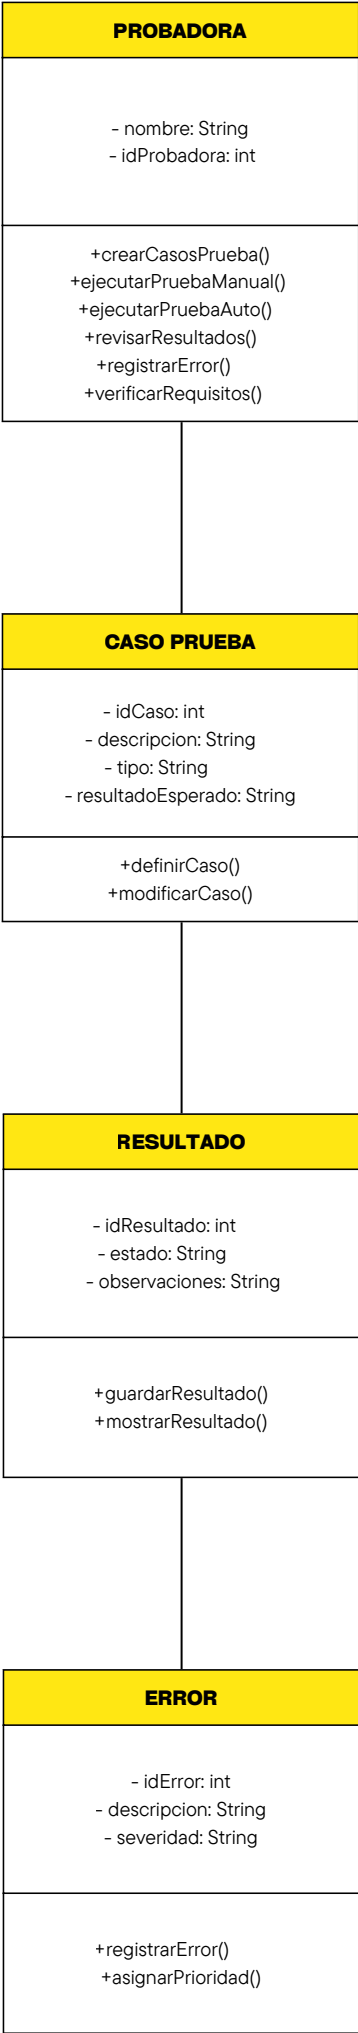 PROBADORA
- nombre: String
- idProbadora: int
+crearCasosPrueba()
+ejecutarPruebaManual()
+ejecutarPruebaAuto()
+revisarResultados()
+registrarError()
+verificarRequisitos()
CASO PRUEBA
- idCaso: int
- descripcion: String
- tipo: String
- resultadoEsperado: String
+definirCaso()
+modificarCaso()
RESULTADO
- idResultado: int
- estado: String
- observaciones: String
+guardarResultado()
+mostrarResultado()
ERROR
- idError: int
- descripcion: String
- severidad: String
+registrarError()
+asignarPrioridad()